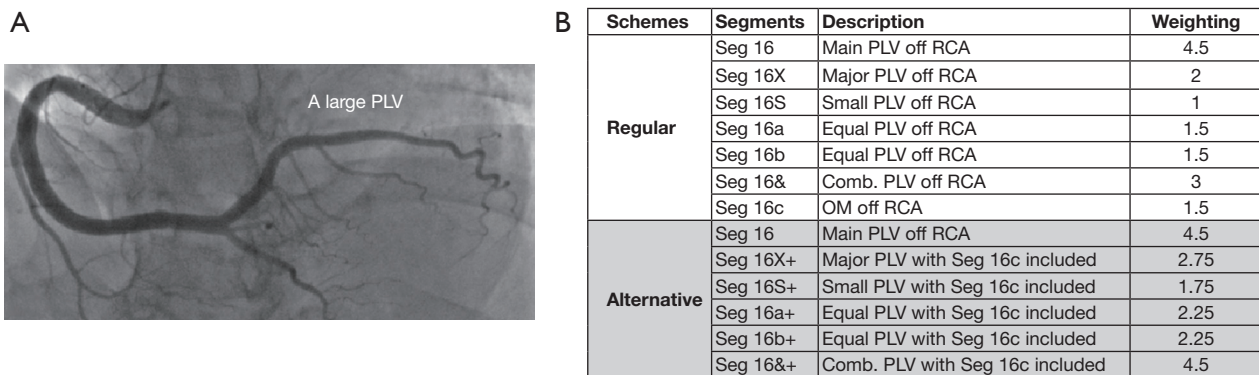 A
A large PLV
B
Schemes Segments Description Weighting
Regular
Seg 16 Main PLV off RCA 4.5
Seg 16X Major PLV off RCA 2
Seg 16S Small PLV off RCA 1
Seg 16a Equal PLV off RCA 1.5
Seg 16b Equal PLV off RCA 1.5
Seg 16& Comb. PLV off RCA 3
Seg 16c OM off RCA 1.5
Alternative
Seg 16 Main PLV off RCA 4.5
Seg 16X+ Major PLV with Seg 16c included 2.75
Seg 16S+ Small PLV with Seg 16c included 1.75
Seg 16a+ Equal PLV with Seg 16c included 2.25
Seg 16b+ Equal PLV with Seg 16c included 2.25
Seg 16&+ Comb. PLV with Seg 16c included 4.5